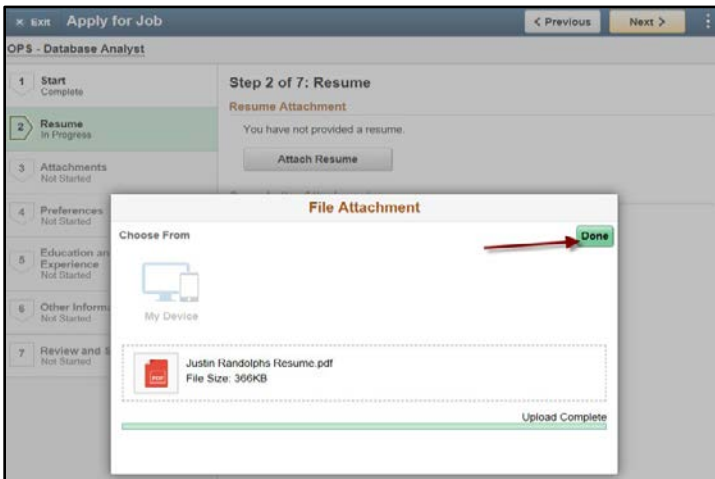 × Exit Apply for Job
< Previous
Next >
OPS - Database Analyst
1 Start
Complete
2 Resume
In Progress
3 Attachments
Not Started
4 Preferences
Not Started
5 Education an
Experience
Not Started
6 Other Inform
Not Started
7 Review and S
Not Started
Step 2 of 7: Resume
Resume Attachment
You have not provided a resume.
Attach Resume
File Attachment
Choose From
Done
My Device
PDF
Justin Randolphs Resume.pdf
File Size: 366KB
Upload Complete